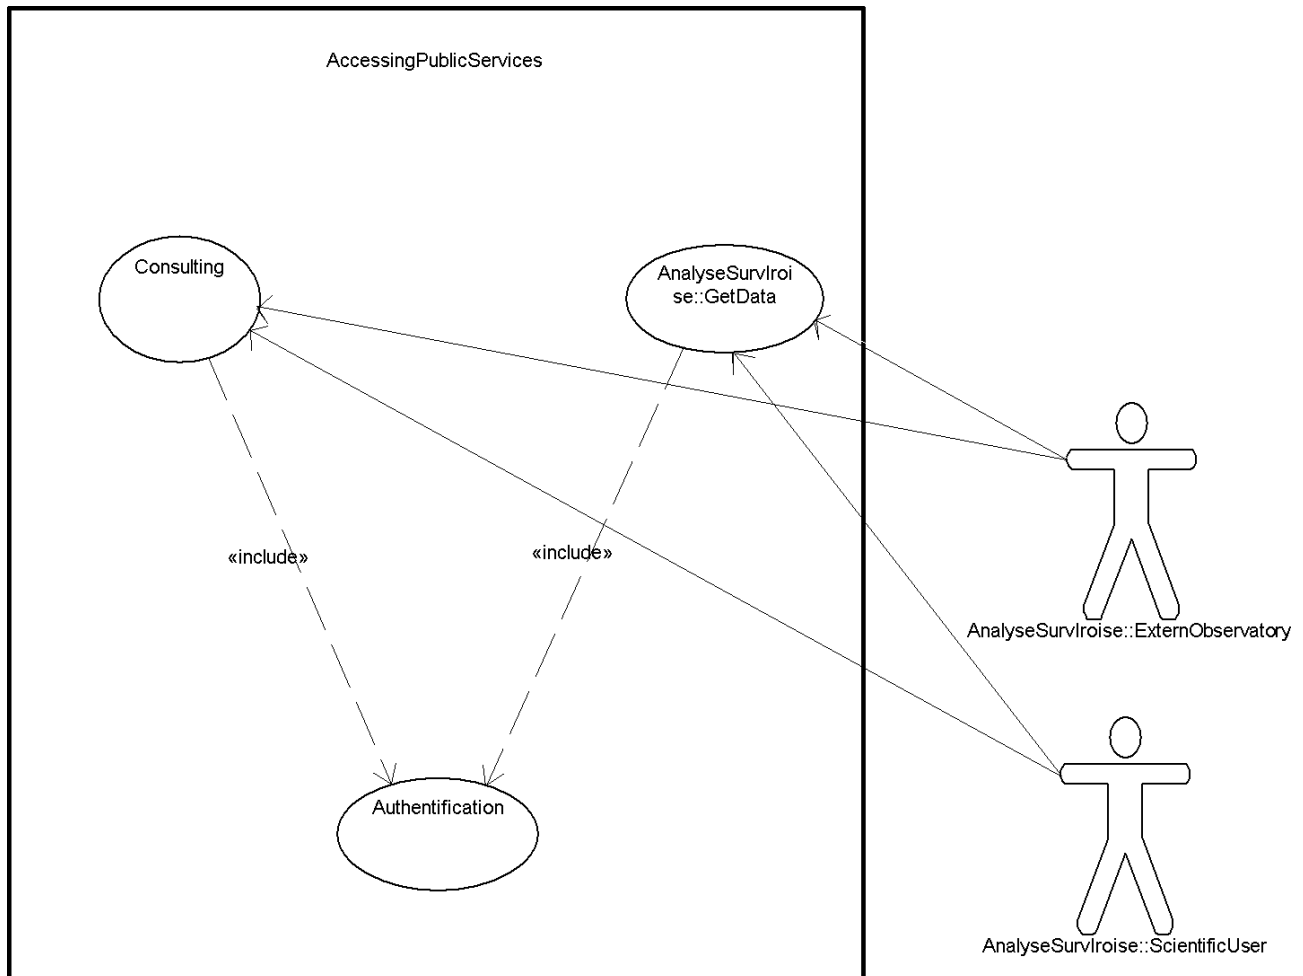 AccessingPublicServices
Consulting
AnalyseSurvIroi
se::GetData
«include»
«include»
AnalyseSurvIroise::ExternObservatory
Authentification
AnalyseSurvIroise::ScientificUser